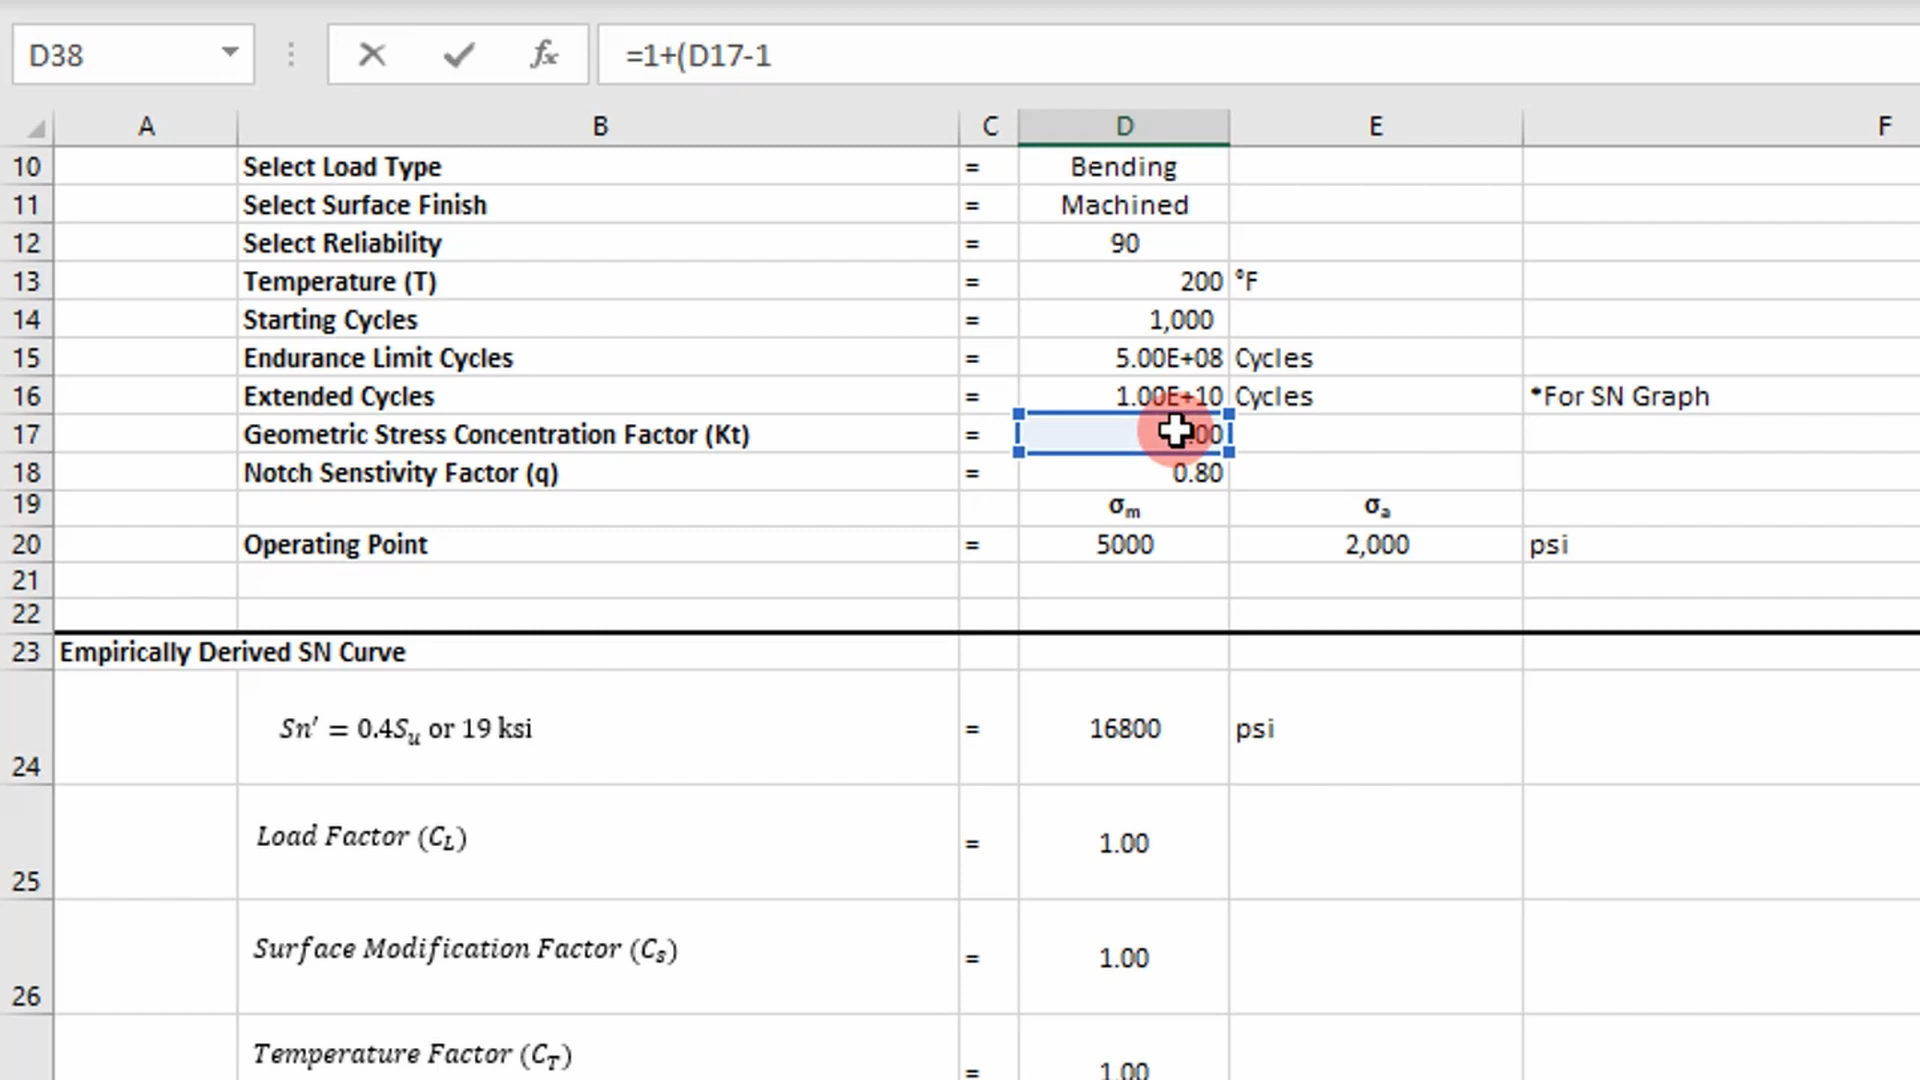 D38 fx =1+(D17-1
A B C D E F
10 Select Load Type = Bending
11 Select Surface Finish = Machined
12 Select Reliability = 90
13 Temperature (T) = 200 °F
14 Starting Cycles = 1,000
15 Endurance Limit Cycles = 5.00E+08 Cycles
16 Extended Cycles = 1.00E+10 Cycles *For SN Graph
17 Geometric Stress Concentration Factor (Kt) =
18 Notch Senstivity Factor (q) = 0.80
19 σm σa
20 Operating Point = 5000 2,000 psi
21
22
23 Empirically Derived SN Curve
24 Sn′ = 0.4Su or 19 ksi = 16800 psi
25 Load Factor (CL) = 1.00
26 Surface Modification Factor (Cs) = 1.00
Temperature Factor (CT) = 1.00